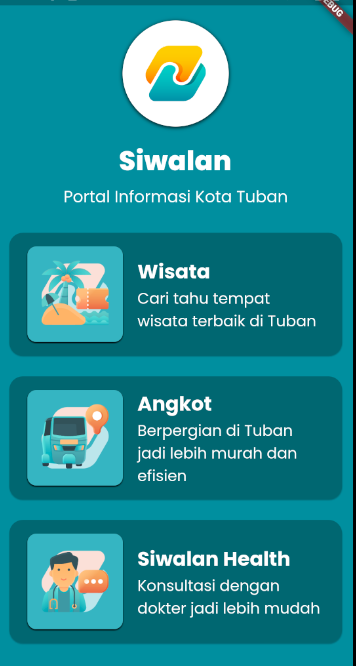 Siwalan
Portal Informasi Kota Tuban
Wisata
Cari tahu tempat
wisata terbaik di Tuban
Angkot
Berpergian di Tuban
jadi lebih murah dan
efisien
Siwalan Health
Konsultasi dengan
dokter jadi lebih mudah